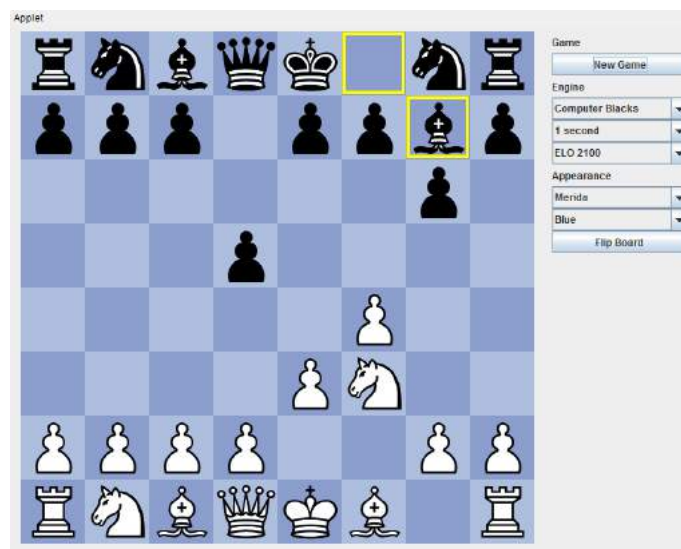 Applet
Game
New Game
Engine
Computer Blacks
1 second
ELO 2100
Appearance
Merida
Blue
Flip Board